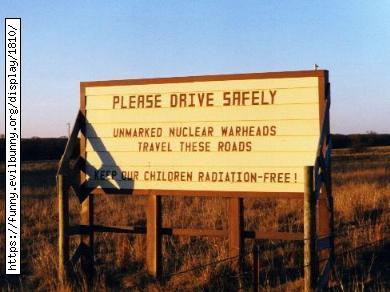 PLEASE DRIVE SAFELY
UNMARKED NUCLEAR WARHEADS
TRAVEL THESE ROADS
KEEP OUR CHILDREN RADIATION-FREE!
https://funny.evilbunny.org/display/1810/